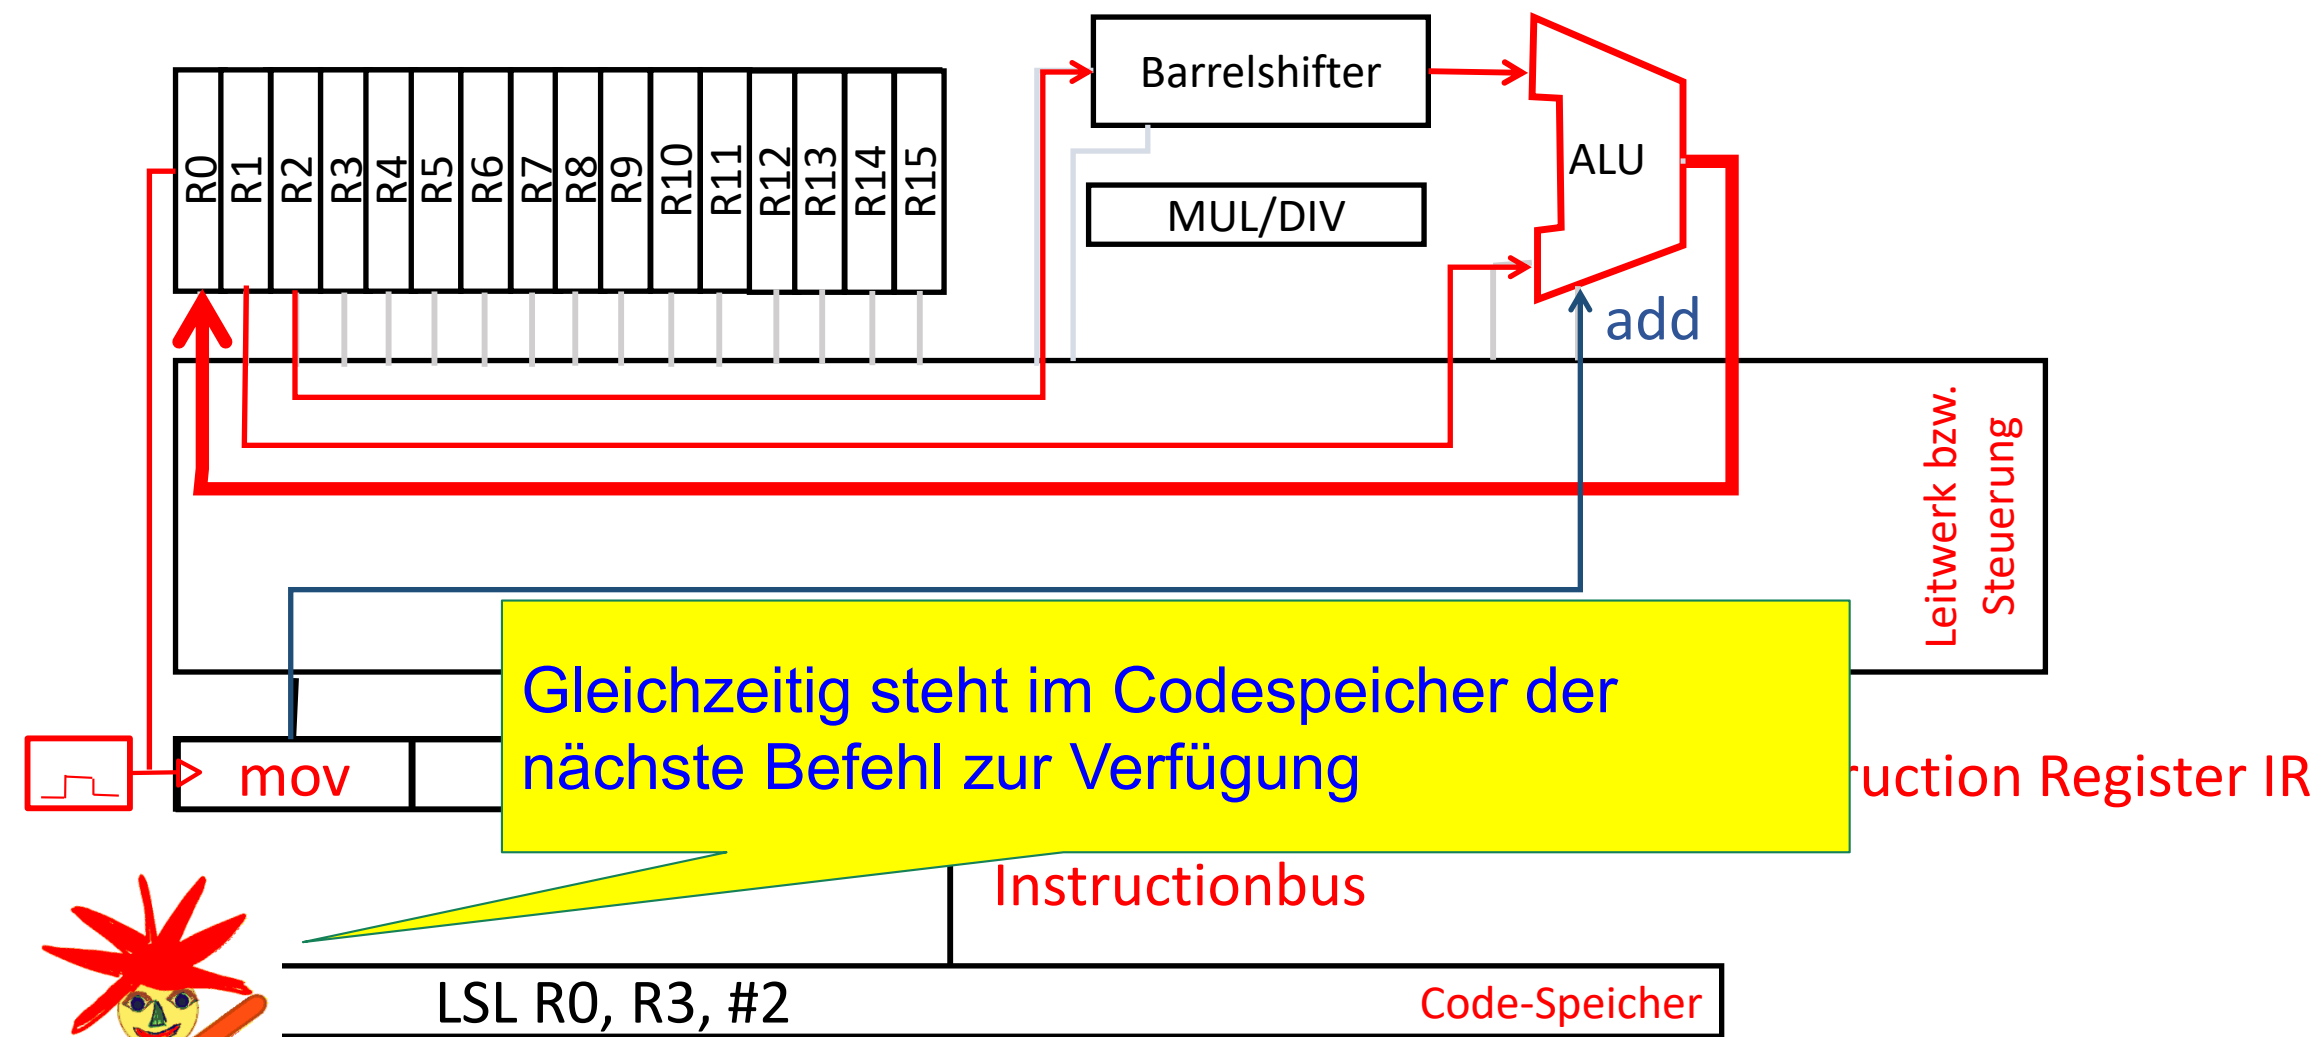 Barrelshifter
R0 R1 R2 R3 R4 R5 R6 R7 R8 R9 R10 R11 R12 R13 R14 R15
ALU
MUL/DIV
add
Leitwerk bzw.
Steuerung
Gleichzeitig steht im Codespeicher der
nächste Befehl zur Verfügung
mov
ruction Register IR
Instructionbus
LSL R0, R3, #2
Code-Speicher